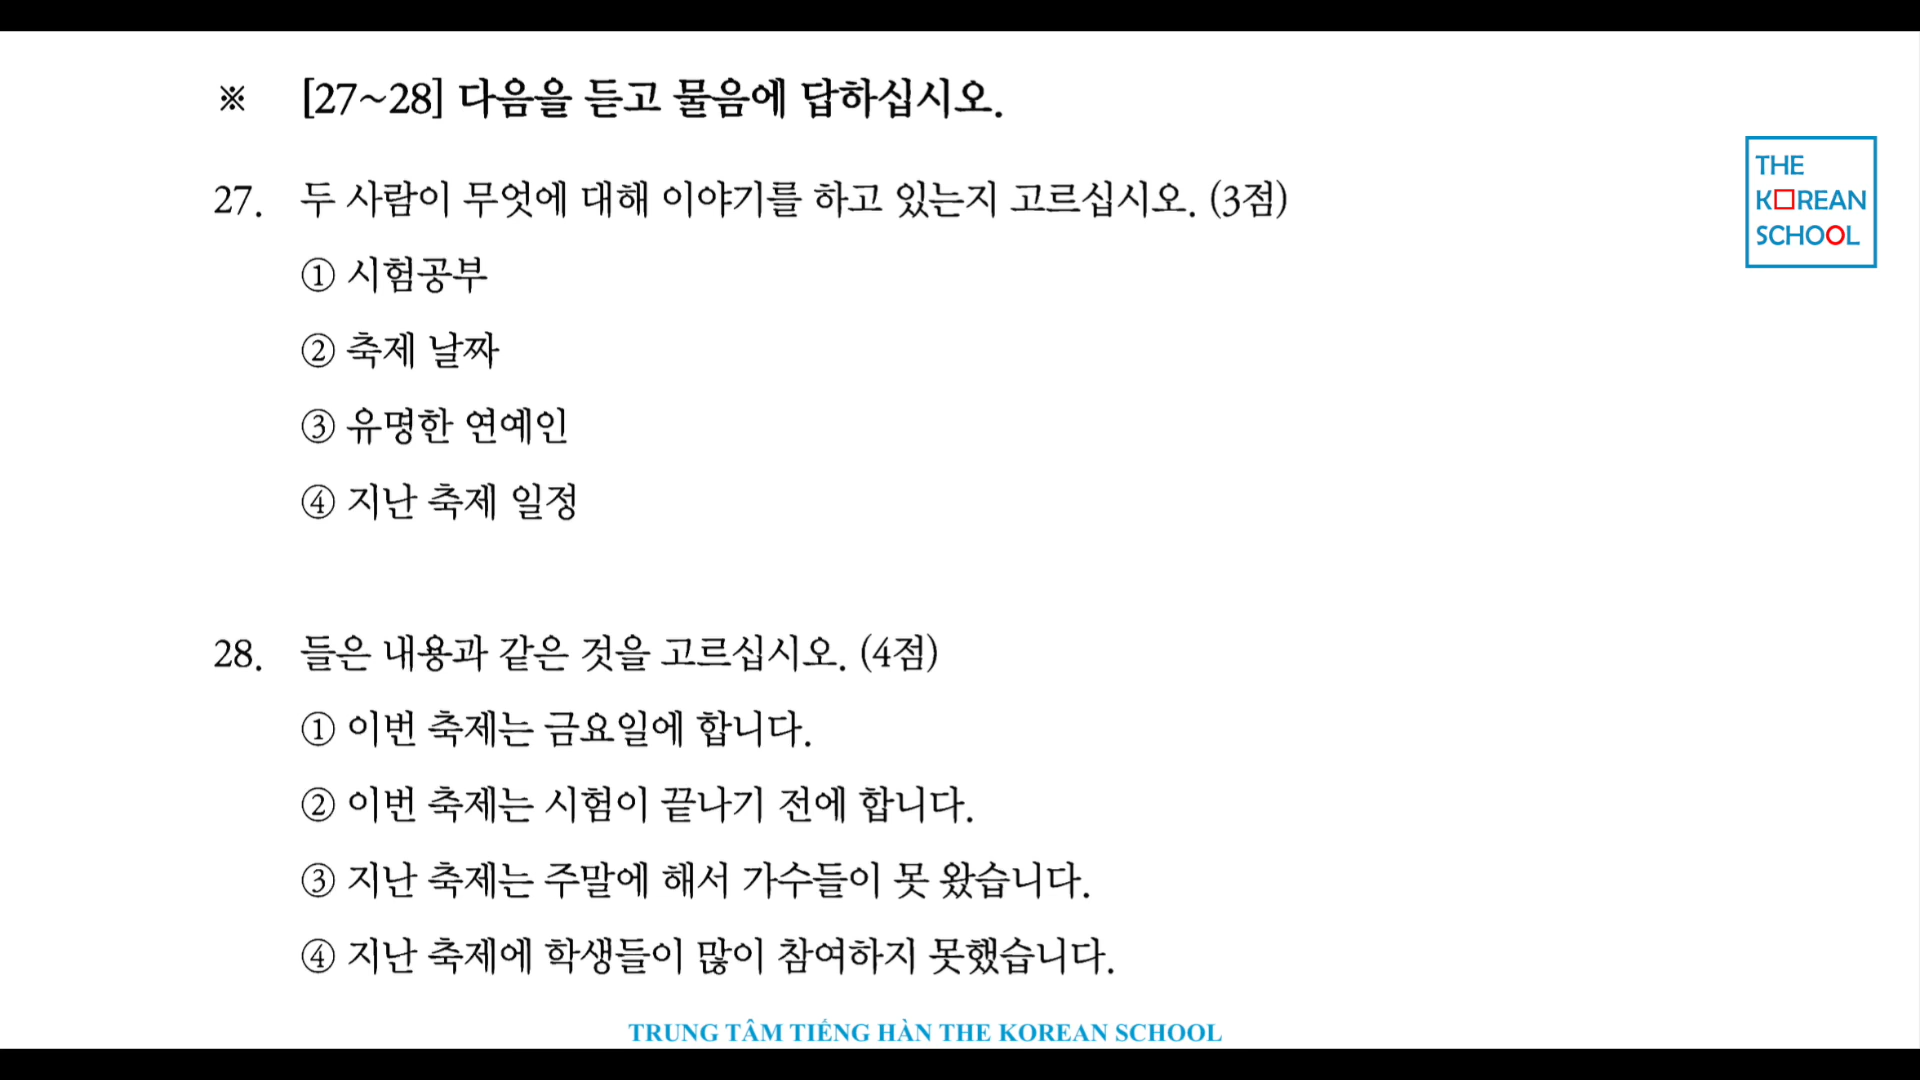 ※ [27~28] 다음을 듣고 물음에 답하십시오.
THE
KOREAN
SCHOOL
27. 두 사람이 무엇에 대해 이야기를 하고 있는지 고르십시오. (3점)
① 시험공부
② 축제 날짜
③ 유명한 연예인
④ 지난 축제 일정
28. 들은 내용과 같은 것을 고르십시오. (4점)
① 이번 축제는 금요일에 합니다.
② 이번 축제는 시험이 끝나기 전에 합니다.
③ 지난 축제는 주말에 해서 가수들이 못 왔습니다.
④ 지난 축제에 학생들이 많이 참여하지 못했습니다.
TRUNG TÂM TIẾNG HÀN THE KOREAN SCHOOL